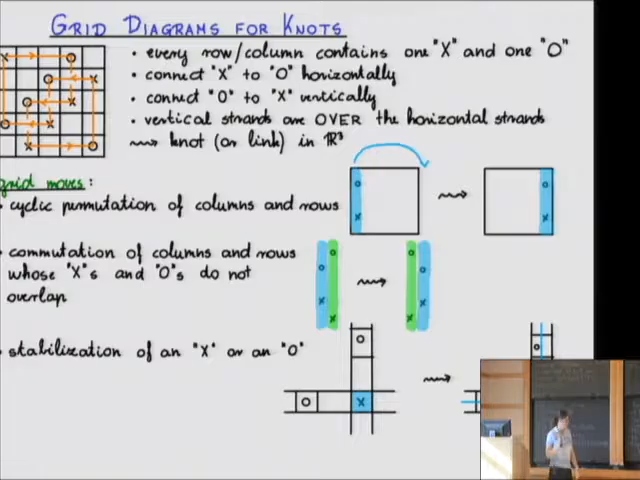 GRID DIAGRAMS FOR KNOTS
• every row/column contains one "X" and one "O"
• connect "X" to "O" horizontally
• connect "O" to "X" vertically
• vertical strands are OVER the horizontal strands
⇝ knot (or link) in ℝ³
grid moves:
• cyclic permutation of columns and rows
• commutation of columns and rows
whose "X"s and "O"s do not
overlap
• stabilization of an "X" or an "O"